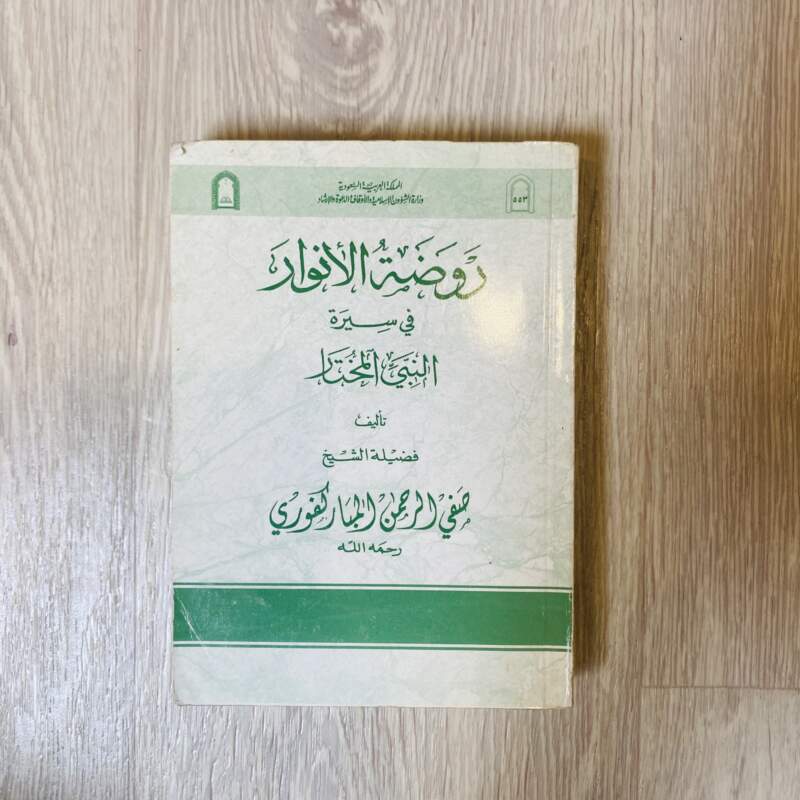 المملكة العربية السعودية
وزارة الشؤون الإسلامية والأوقاف والدعوة والإرشاد
٥٥٣
روضة الأنوار
في سيرة
النبي المختار
تأليف
فضيلة الشيخ
صفي الرحمن المباركفوري
رحمه الله